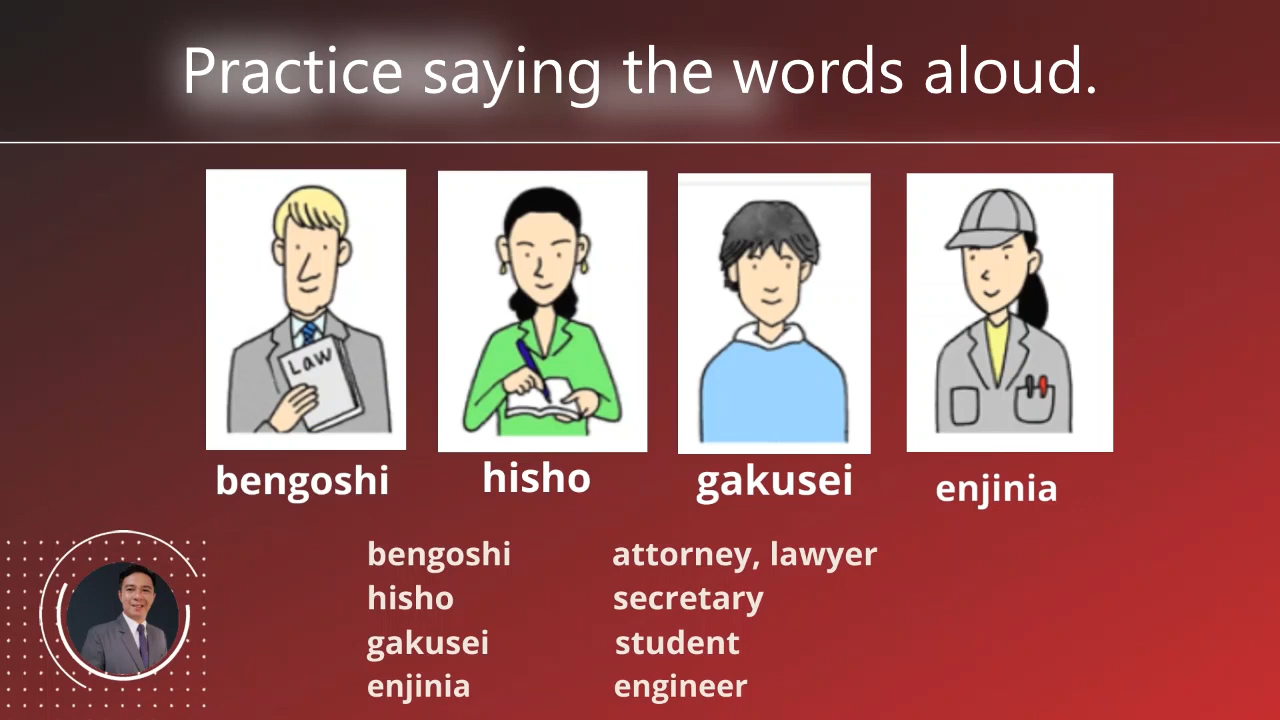 Practice saying the words aloud.
Law
bengoshi
hisho
gakusei
enjinia
bengoshi attorney, lawyer
hisho secretary
gakusei student
enjinia engineer